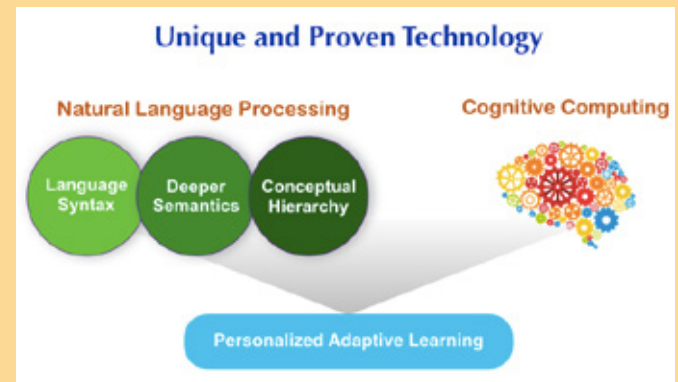 Unique and Proven Technology
Natural Language Processing
Cognitive Computing
Language
Syntax
Deeper
Semantics
Conceptual
Hierarchy
Personalized Adaptive Learning